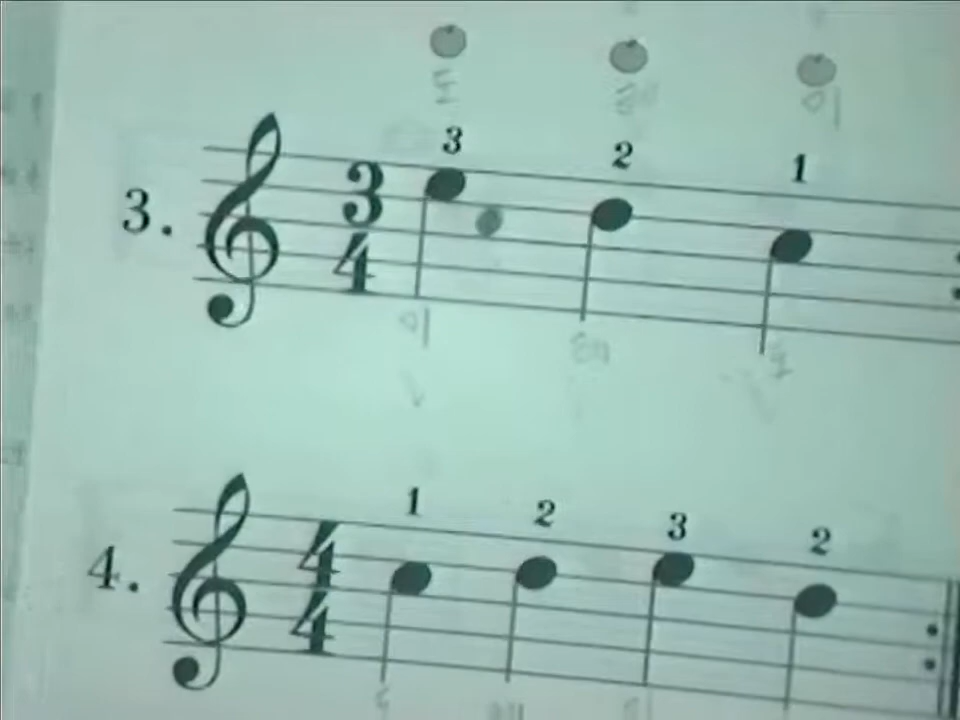 3 2 1
3. 3 4
1 2 3 2
4. 4 4